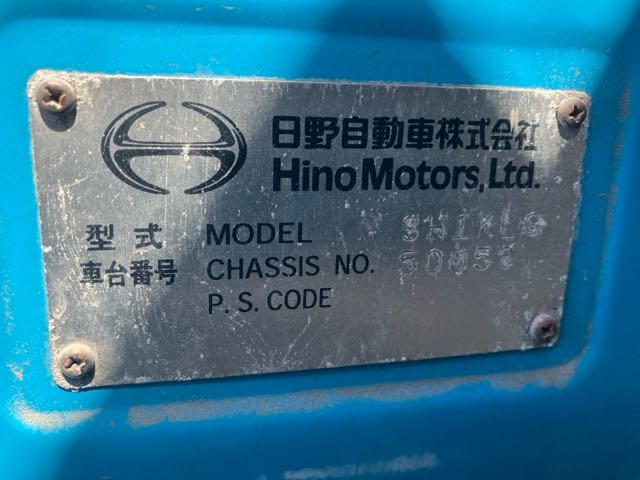 日野自動車株式会社
Hino Motors, Ltd.
型式 MODEL SH1KLG
車台番号 CHASSIS NO.
P.S. CODE